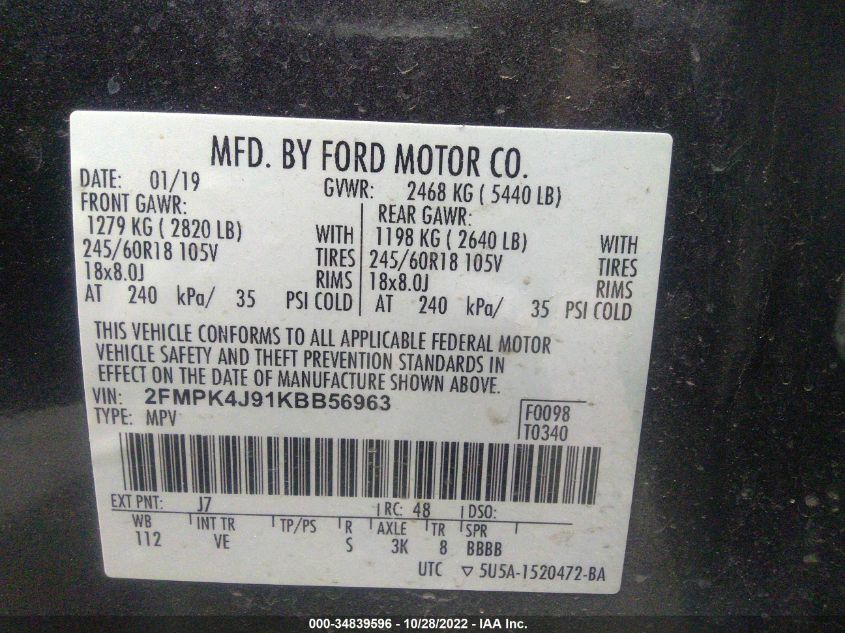 MFD. BY FORD MOTOR CO.
DATE: 01/19 GVWR: 2468 KG ( 5440 LB)
FRONT GAWR: REAR GAWR:
1279 KG ( 2820 LB) WITH 1198 KG ( 2640 LB) WITH
245/60R18 105V TIRES 245/60R18 105V TIRES
18x8.0J RIMS 18x8.0J RIMS
AT 240 kPa/ 35 PSI COLD AT 240 kPa/ 35 PSI COLD
THIS VEHICLE CONFORMS TO ALL APPLICABLE FEDERAL MOTOR
VEHICLE SAFETY AND THEFT PREVENTION STANDARDS IN
EFFECT ON THE DATE OF MANUFACTURE SHOWN ABOVE.
VIN: 2FMPK4J91KBB56963 F0098
TYPE: MPV T0340
EXT PNT: J7 RC: 48 DSO:
WB INT TR TP/PS R AXLE TR SPR
112 VE S 3K 8 BBBB
UTC ▽ 5U5A-1520472-BA
000-34839596 - 10/28/2022 - IAA Inc.